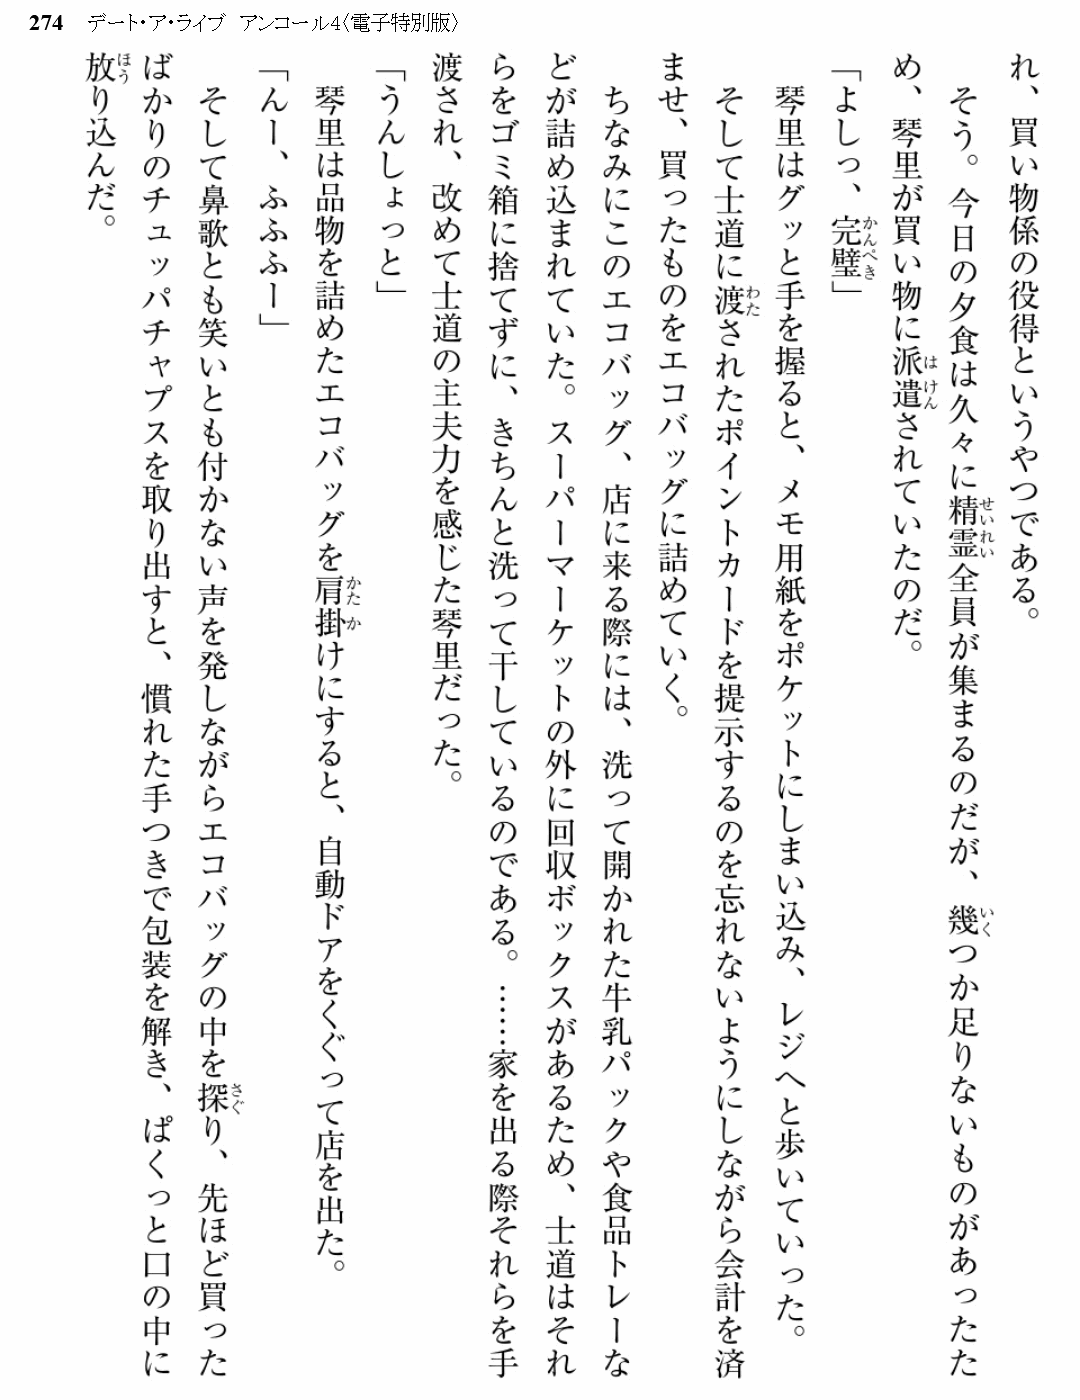 274 デート・ア・ライブ アンコール4〈電子特別版〉
れ、買い物係の役得というやつである。
そう。今日の夕食は久々に精霊全員が集まるのだが、幾つか足りないものがあったた
め、琴里が買い物に派遣されていたのだ。
「よしっ、完璧」
琴里はグッと手を握ると、メモ用紙をポケットにしまい込み、レジへと歩いていった。
そして士道に渡されたポイントカードを提示するのを忘れないようにしながら会計を済
ませ、買ったものをエコバッグに詰めていく。
ちなみにこのエコバッグ、店に来る際には、洗って開かれた牛乳パックや食品トレーな
どが詰め込まれていた。スーパーマーケットの外に回収ボックスがあるため、士道はそれ
らをゴミ箱に捨てずに、きちんと洗って干しているのである。……家を出る際それらを手
渡され、改めて士道の主夫力を感じた琴里だった。
「うんしょっと」
琴里は品物を詰めたエコバッグを肩掛けにすると、自動ドアをくぐって店を出た。
「んー、ふふふー」
そして鼻歌とも笑いとも付かない声を発しながらエコバッグの中を探り、先ほど買った
ばかりのチュッパチャプスを取り出すと、慣れた手つきで包装を解き、ぱくっと口の中に
放り込んだ。